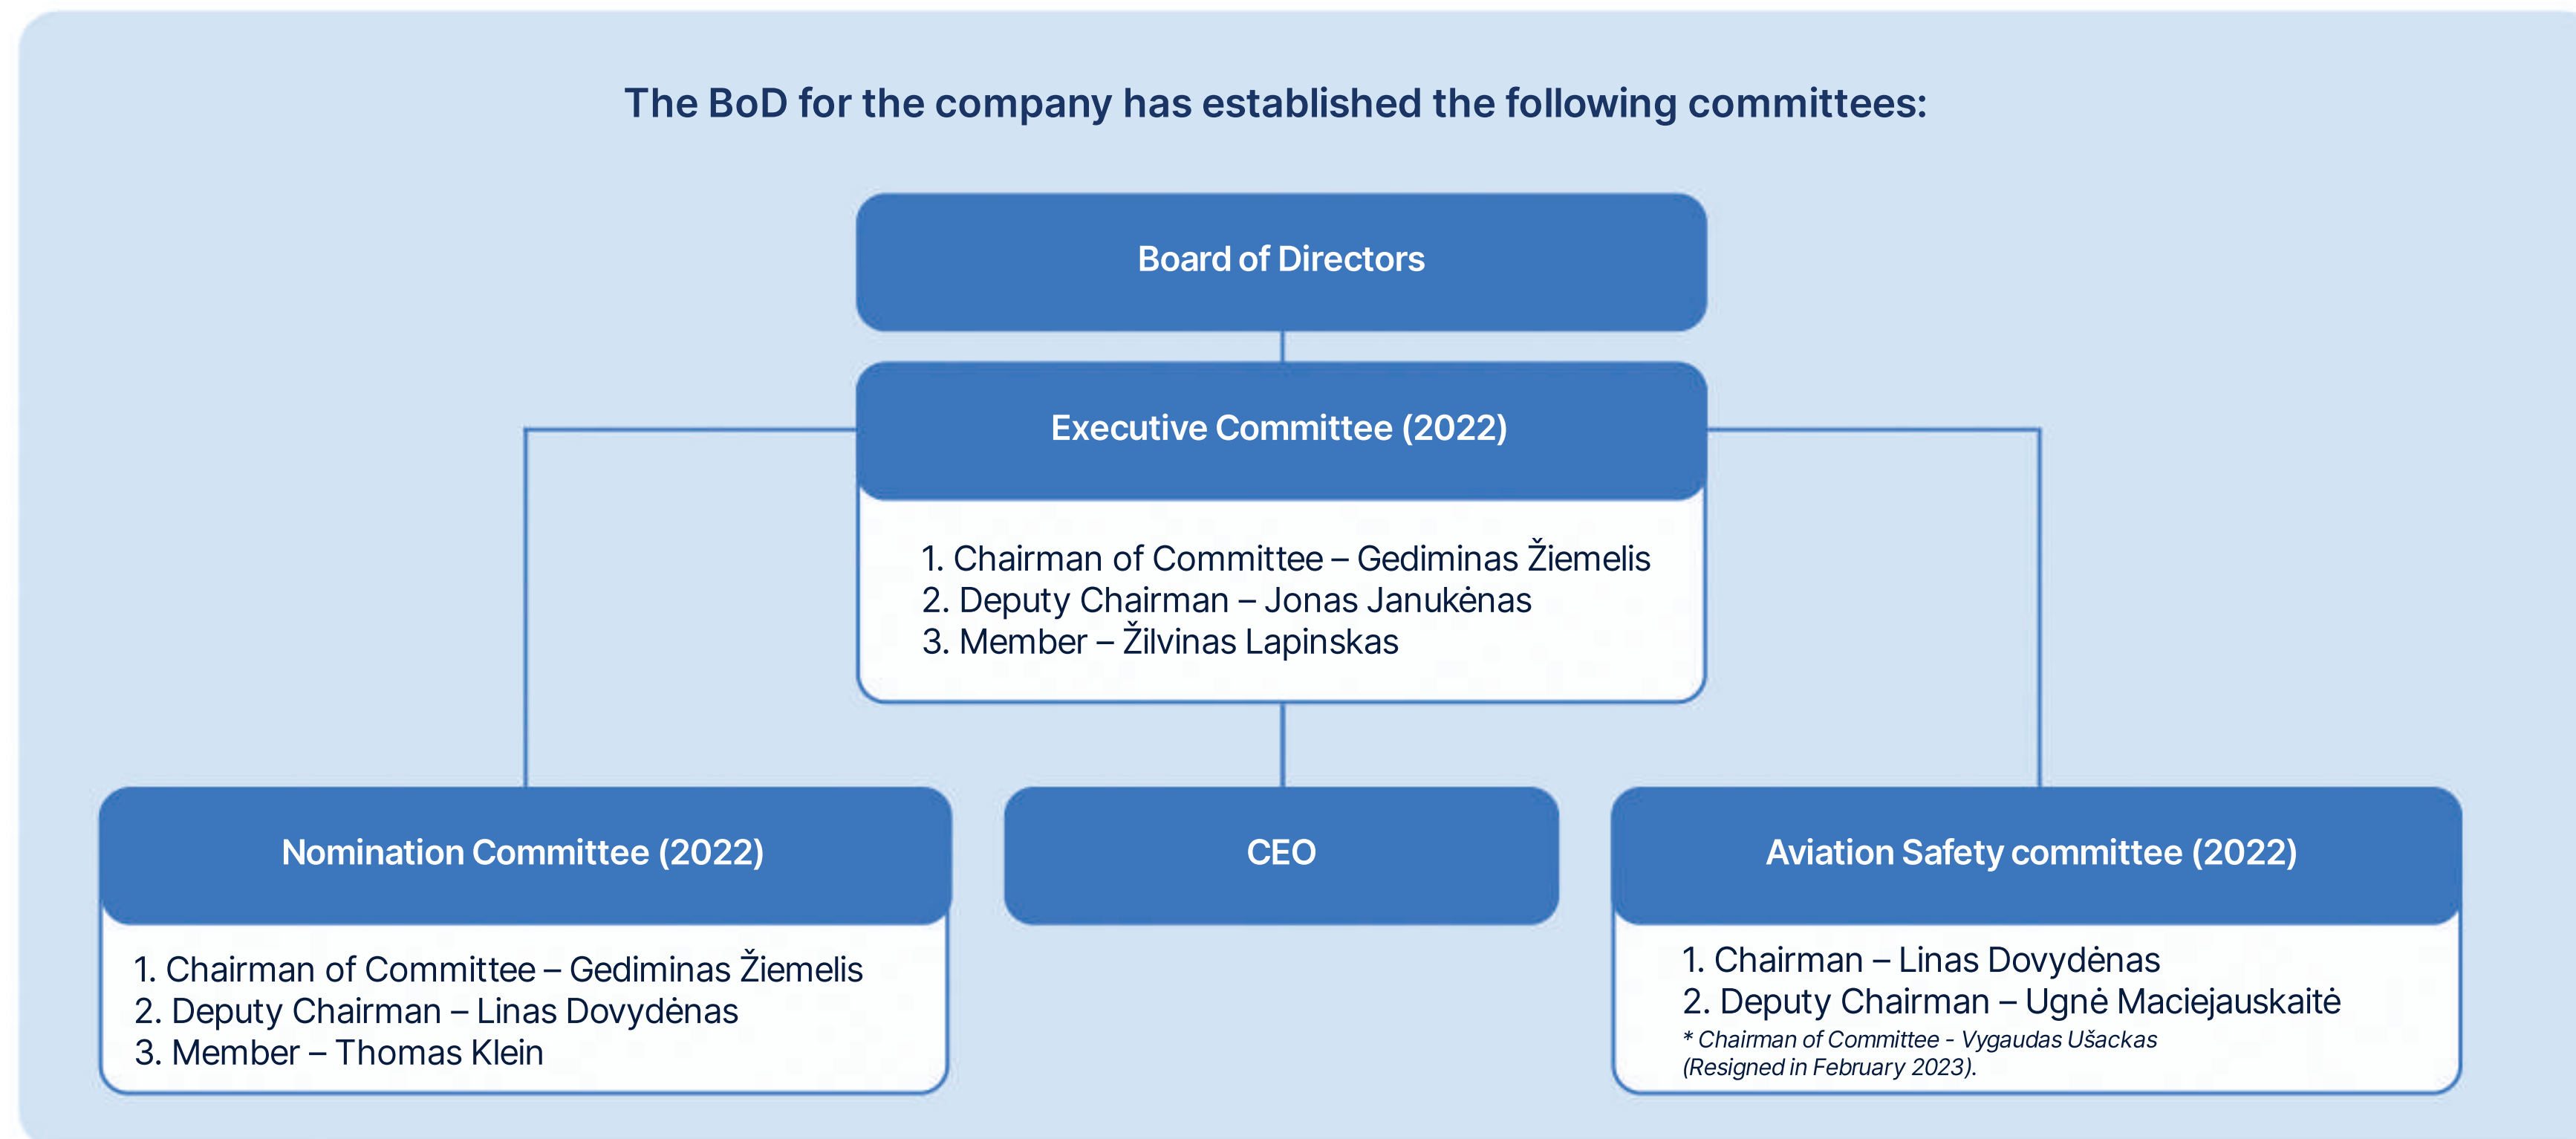 The BoD for the company has established the following committees:
Board of Directors
Executive Committee (2022)
1. Chairman of Committee – Gediminas Žiemelis
2. Deputy Chairman – Jonas Janukėnas
3. Member – Žilvinas Lapinskas
Nomination Committee (2022)
1. Chairman of Committee – Gediminas Žiemelis
2. Deputy Chairman – Linas Dovydėnas
3. Member – Thomas Klein
CEO
Aviation Safety committee (2022)
1. Chairman – Linas Dovydėnas
2. Deputy Chairman – Ugnė Maciejauskaitė
* Chairman of Committee - Vygaudas Ušackas
(Resigned in February 2023).